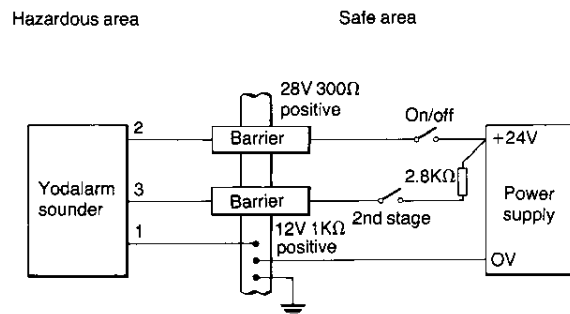 Hazardous area
Safe area
28V 300Ω
positive
On/off
2
Barrier
+24V
2.8KΩ
Yodalarm
sounder
3
Barrier
2nd stage
Power
supply
1
12V 1KΩ
positive
OV